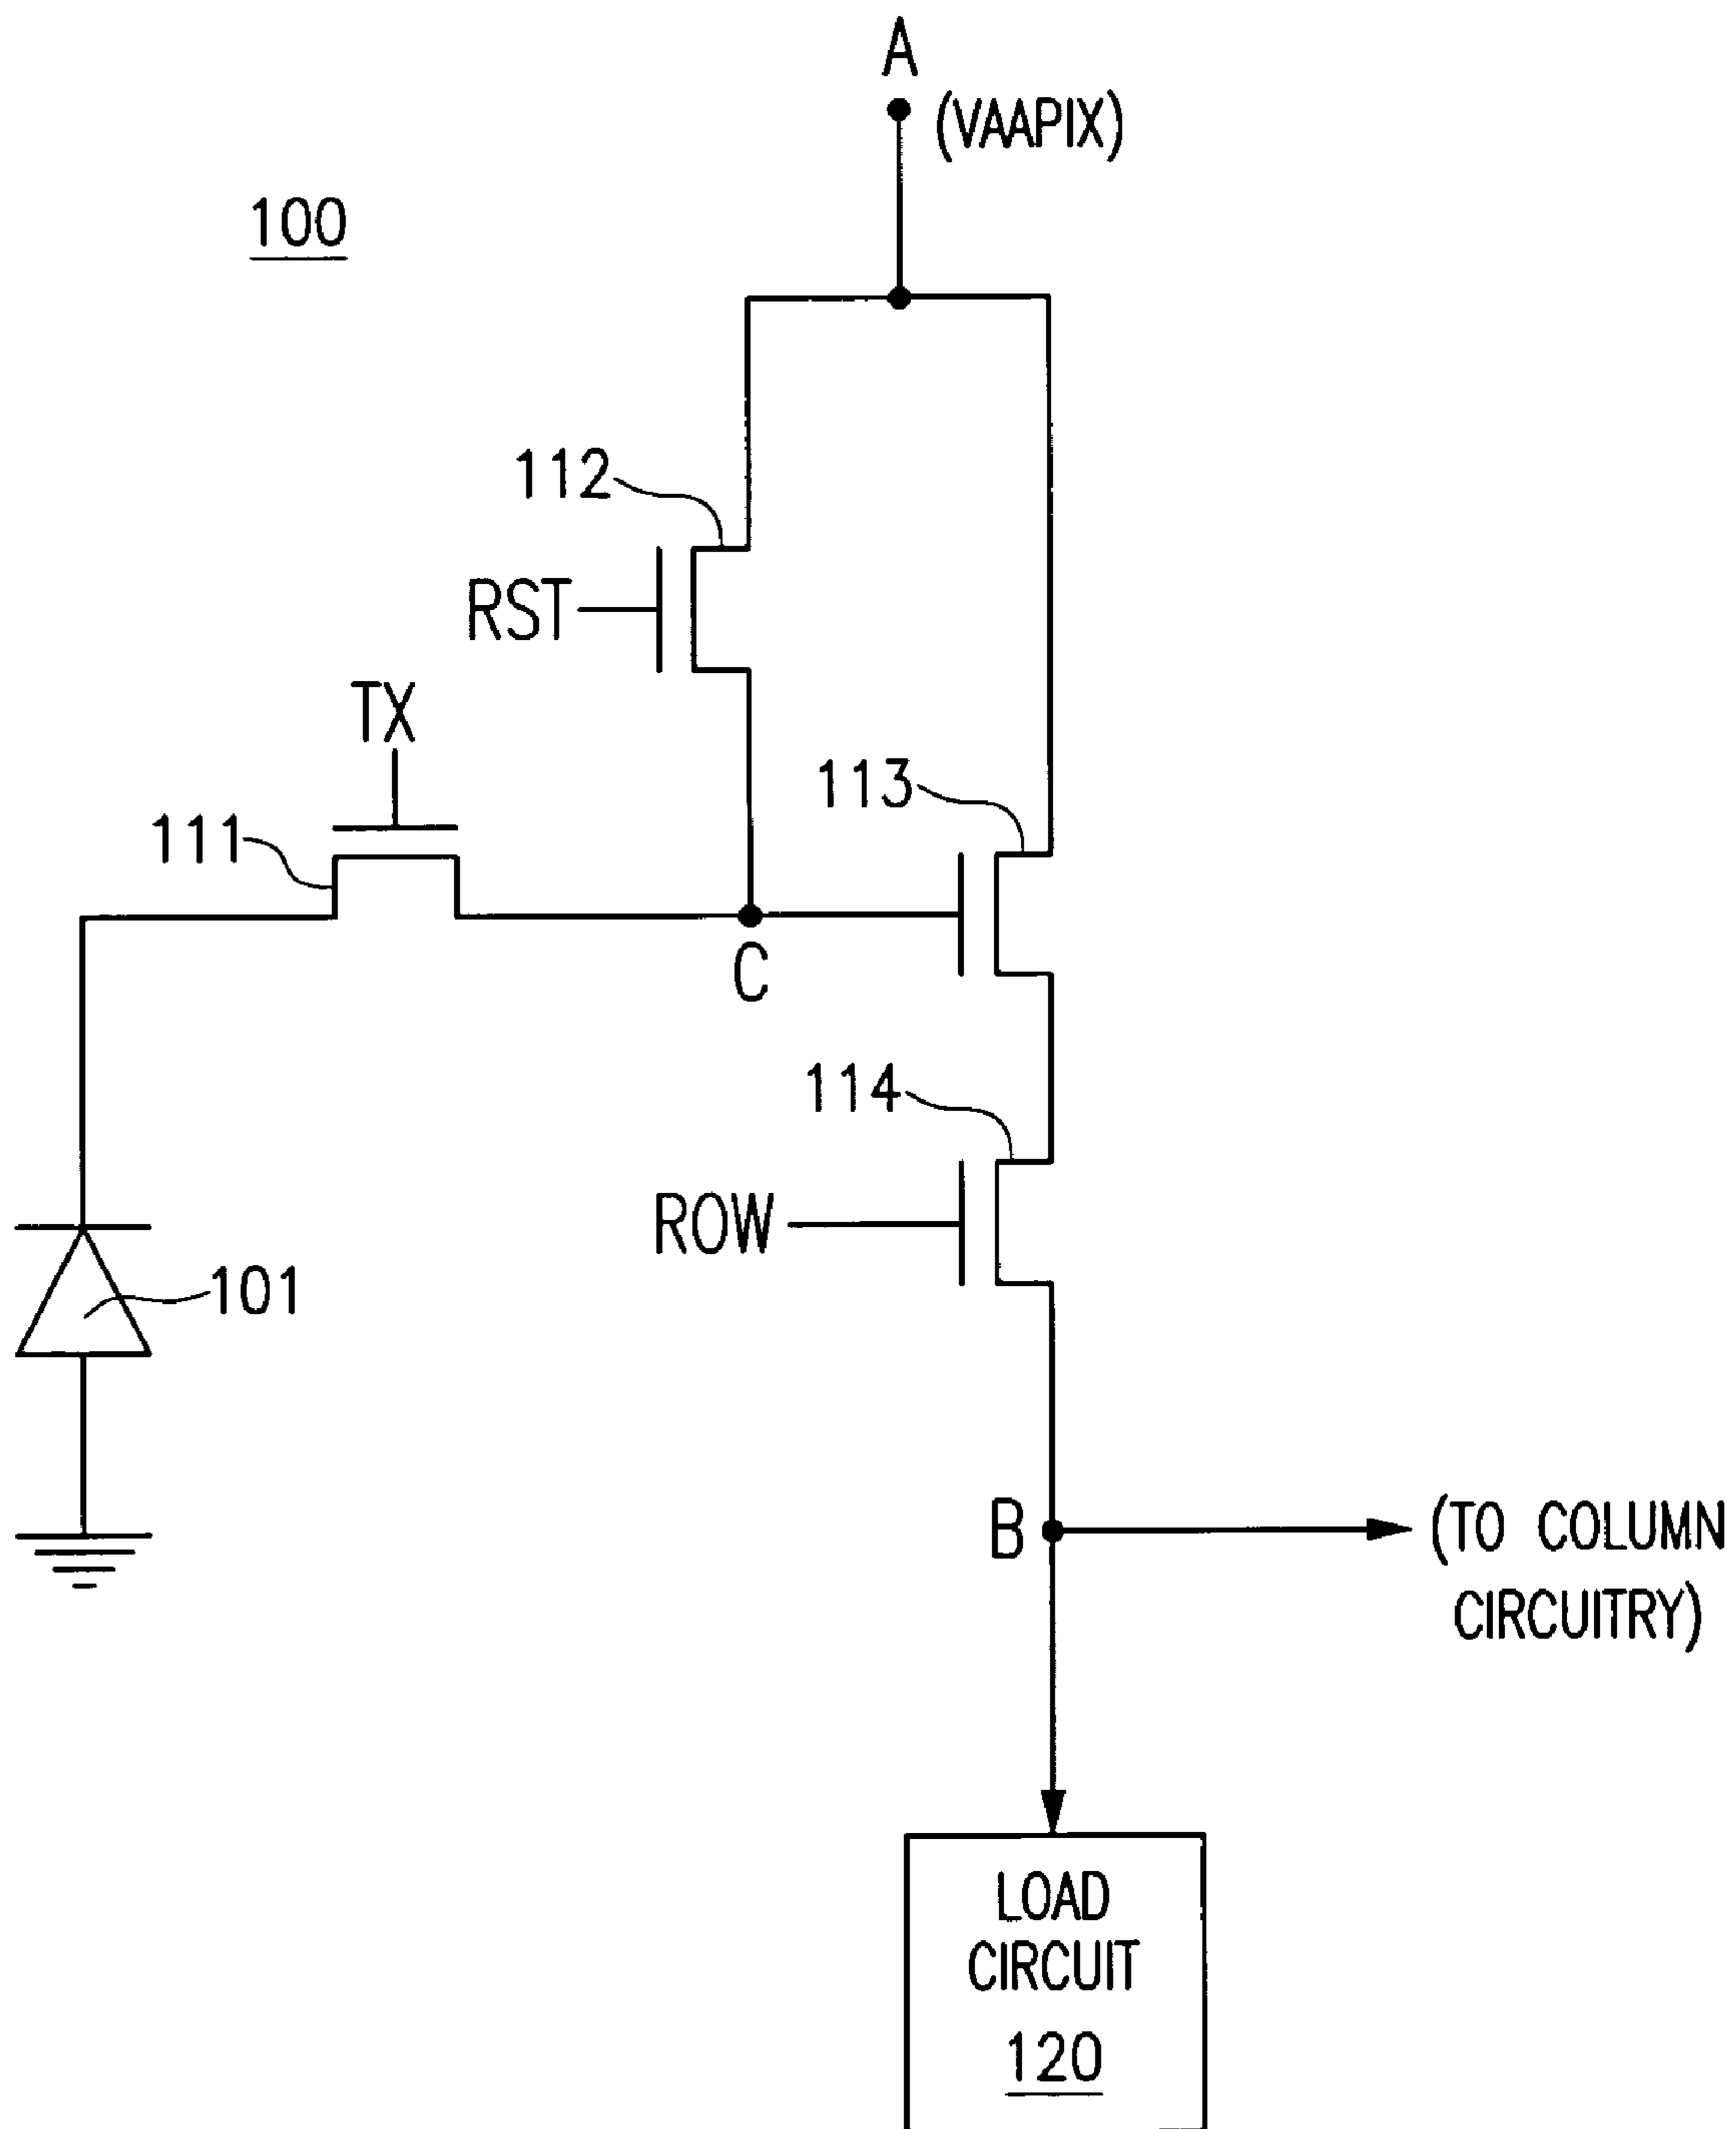 A
(VAAPIX)
100
112
RST
TX
113
111
C
114
ROW
101
B
(TO COLUMN
CIRCUITRY)
LOAD
CIRCUIT
120